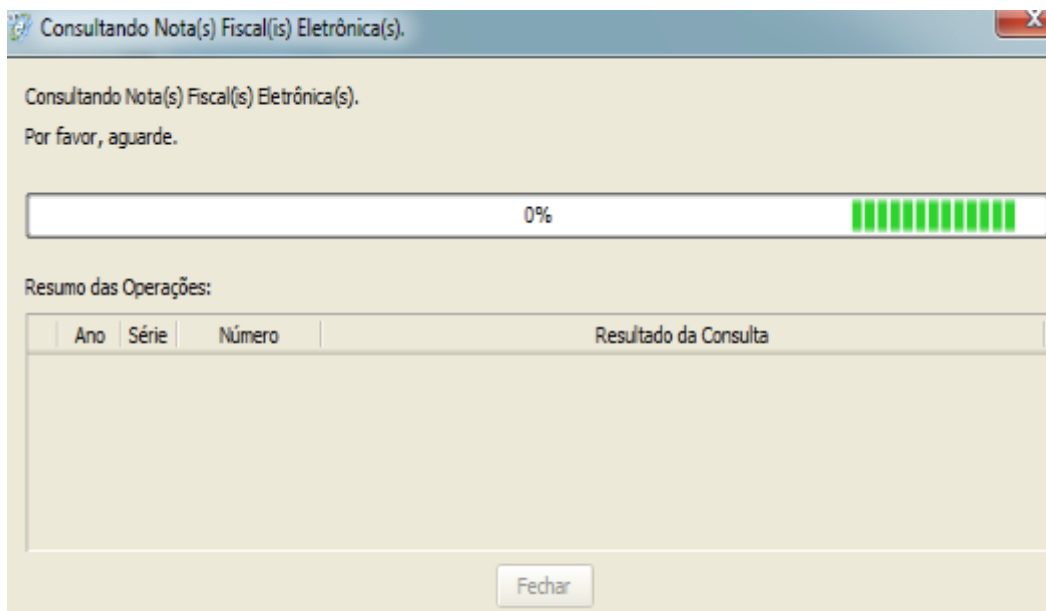 Consultando Nota(s) Fiscal(is) Eletrônica(s).
X
Consultando Nota(s) Fiscal(is) Eletrônica(s).
Por favor, aguarde.
0%
Resumo das Operações:
Ano Série Número Resultado da Consulta
Fechar